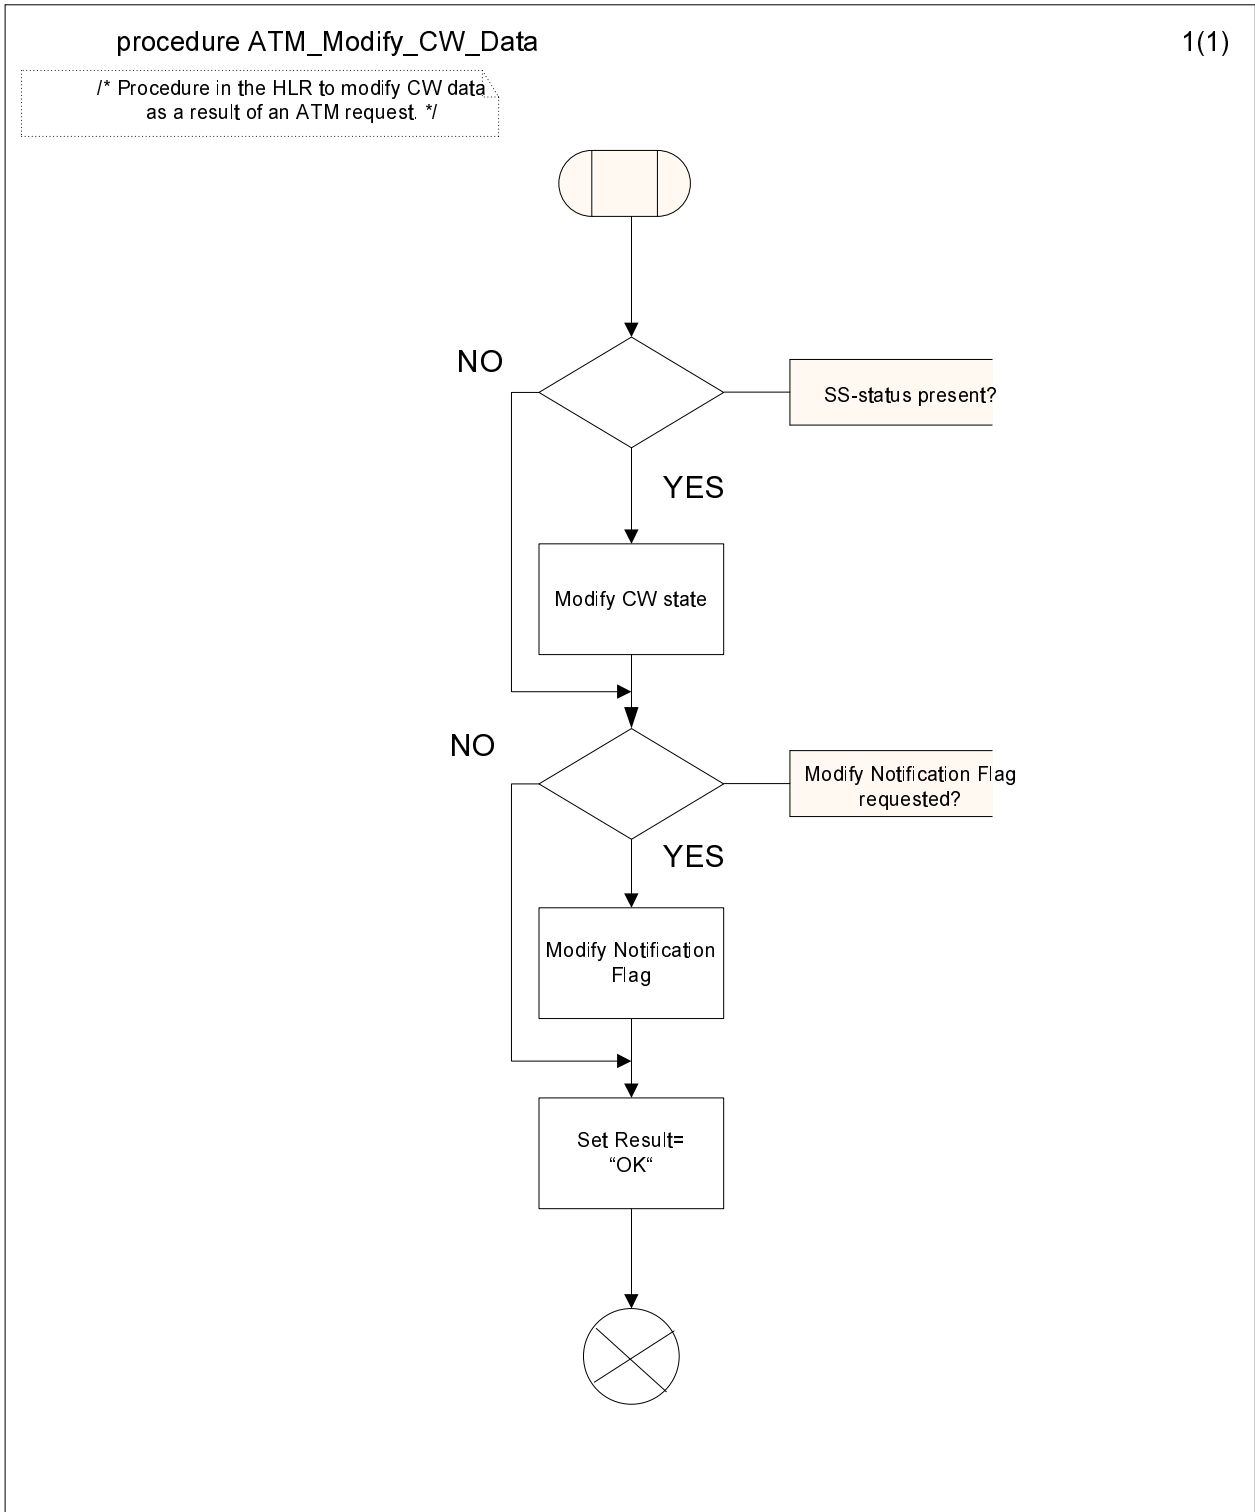 procedure ATM_Modify_CW_Data
1(1)
/* Procedure in the HLR to modify CW data
as a result of an ATM request. */
NO
SS-status present?
YES
Modify CW state
NO
Modify Notification Flag
requested?
YES
Modify Notification
Flag
Set Result=
“OK“